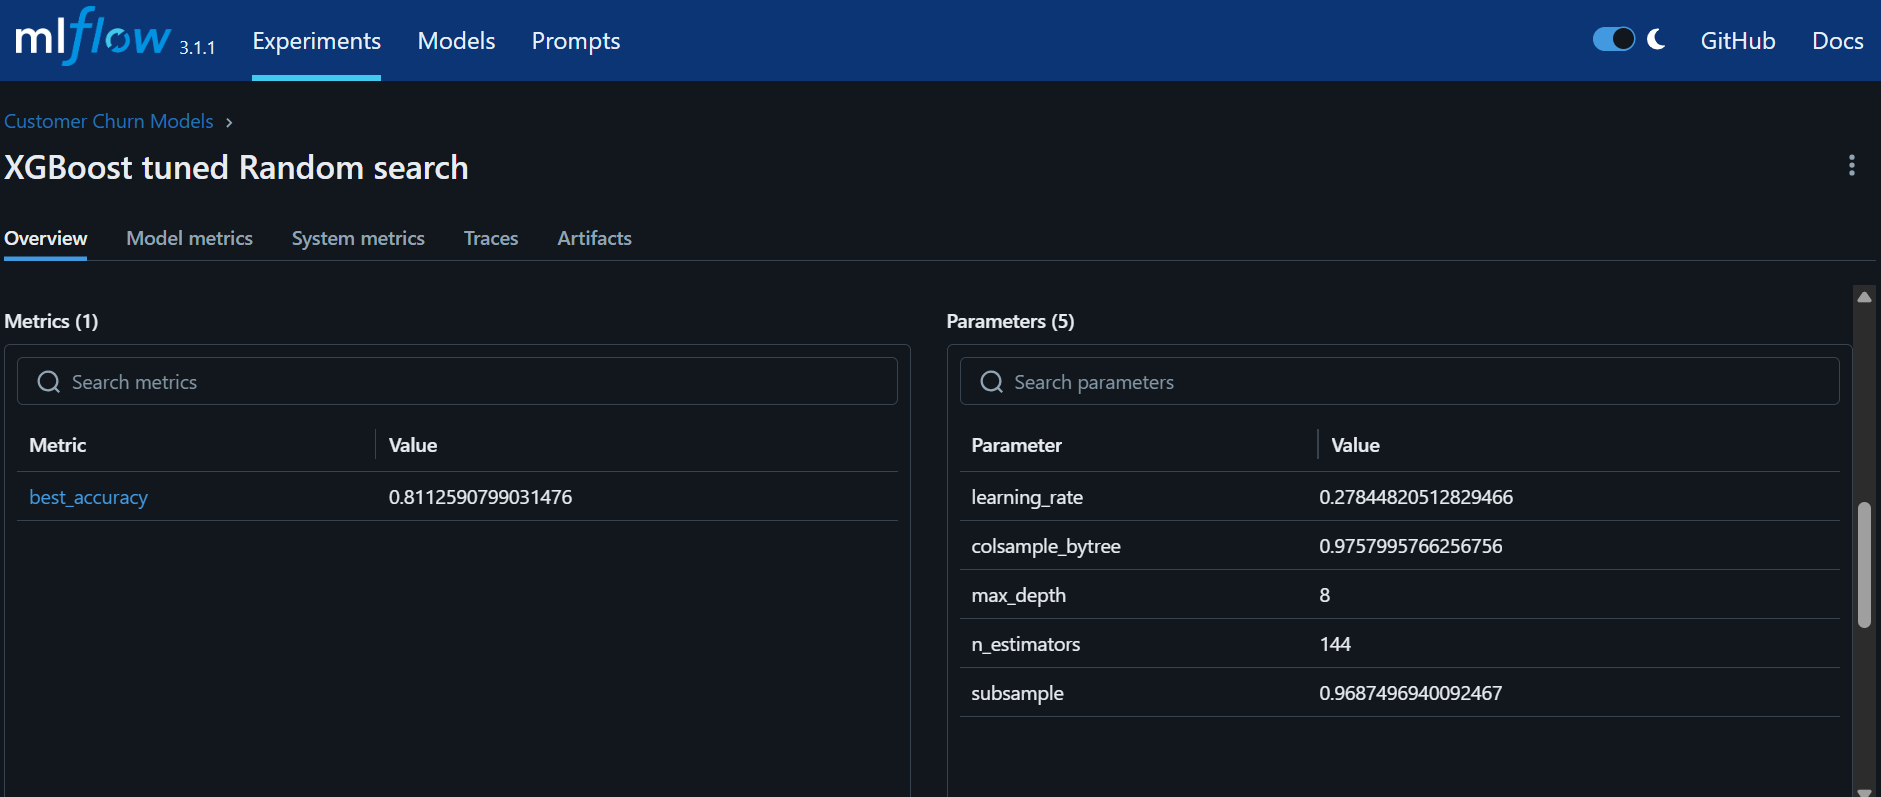 mlflow 3.1.1 Experiments Models Prompts GitHub Docs
Customer Churn Models
XGBoost tuned Random search
Overview Model metrics System metrics Traces Artifacts
Metrics (1)
Search metrics
Metric Value
best_accuracy 0.8112590799031476
Parameters (5)
Search parameters
Parameter Value
learning_rate 0.27844820512829466
colsample_bytree 0.9757995766256756
max_depth 8
n_estimators 144
subsample 0.9687496940092467